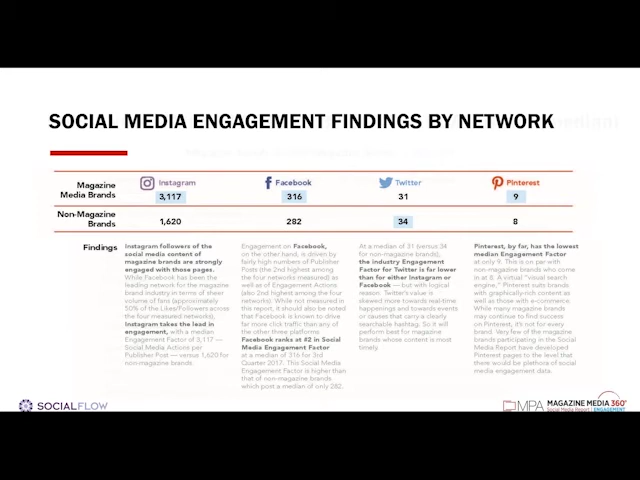 SOCIAL MEDIA ENGAGEMENT FINDINGS BY NETWORK
Magazine
Media Brands
Instagram
3,117
Facebook
316
Twitter
31
Pinterest
9
Non-Magazine
Brands
1,620
282
34
8
Findings
Instagram followers of the
social media content of
magazine brands are strongly
engaged with those pages.
While Facebook has been the
leading network for the magazine
brand industry in terms of sheer
volume of fans (approximately
50% of the Likes/Followers across
the four measured networks),
Instagram takes the lead in
engagement, with a median
Engagement Factor of 3,117 —
Social Media Actions per
Publisher Post — versus 1,620 for
non-magazine brands.
Engagement on Facebook,
on the other hand, is driven by
fairly high numbers of Publisher
Posts (the 2nd highest among
the four networks measured) as
well as of Engagement Actions
(also 2nd highest among the four
networks). While not measured in
this report, it should also be noted
that Facebook is known to drive
far more click traffic than any of
the other three platforms.
Facebook ranks at #2 in Social
Media Engagement Factor
at a median of 316 for 3rd
Quarter 2017. This Social Media
Engagement Factor is higher than
that of non-magazine brands
which post a median of only 282.
At a median of 31 (versus 34
for non-magazine brands),
the industry Engagement
Factor for Twitter is far lower
than for either Instagram or
Facebook — but with logical
reason. Twitter's value is
skewed more towards real-time
happenings and towards events
or causes that carry a clearly
searchable hashtag. So it will
perform best for magazine
brands whose content is most
timely.
Pinterest, by far, has the lowest
median Engagement Factor
at only 9. This is on par with
non-magazine brands who come
in at 8. A virtual "visual search
engine," Pinterest suits brands
with graphically-rich content as
well as those with e-commerce.
While many magazine brands
may continue to find success
on Pinterest, it's not for every
brand. Very few of the magazine
brands participating in the Social
Media Report have developed
Pinterest pages to the level that
there would be plethora of social
media engagement data.
SOCIALFLOW
MPA
MAGAZINE MEDIA 360°
Social Media Report | ENGAGEMENT